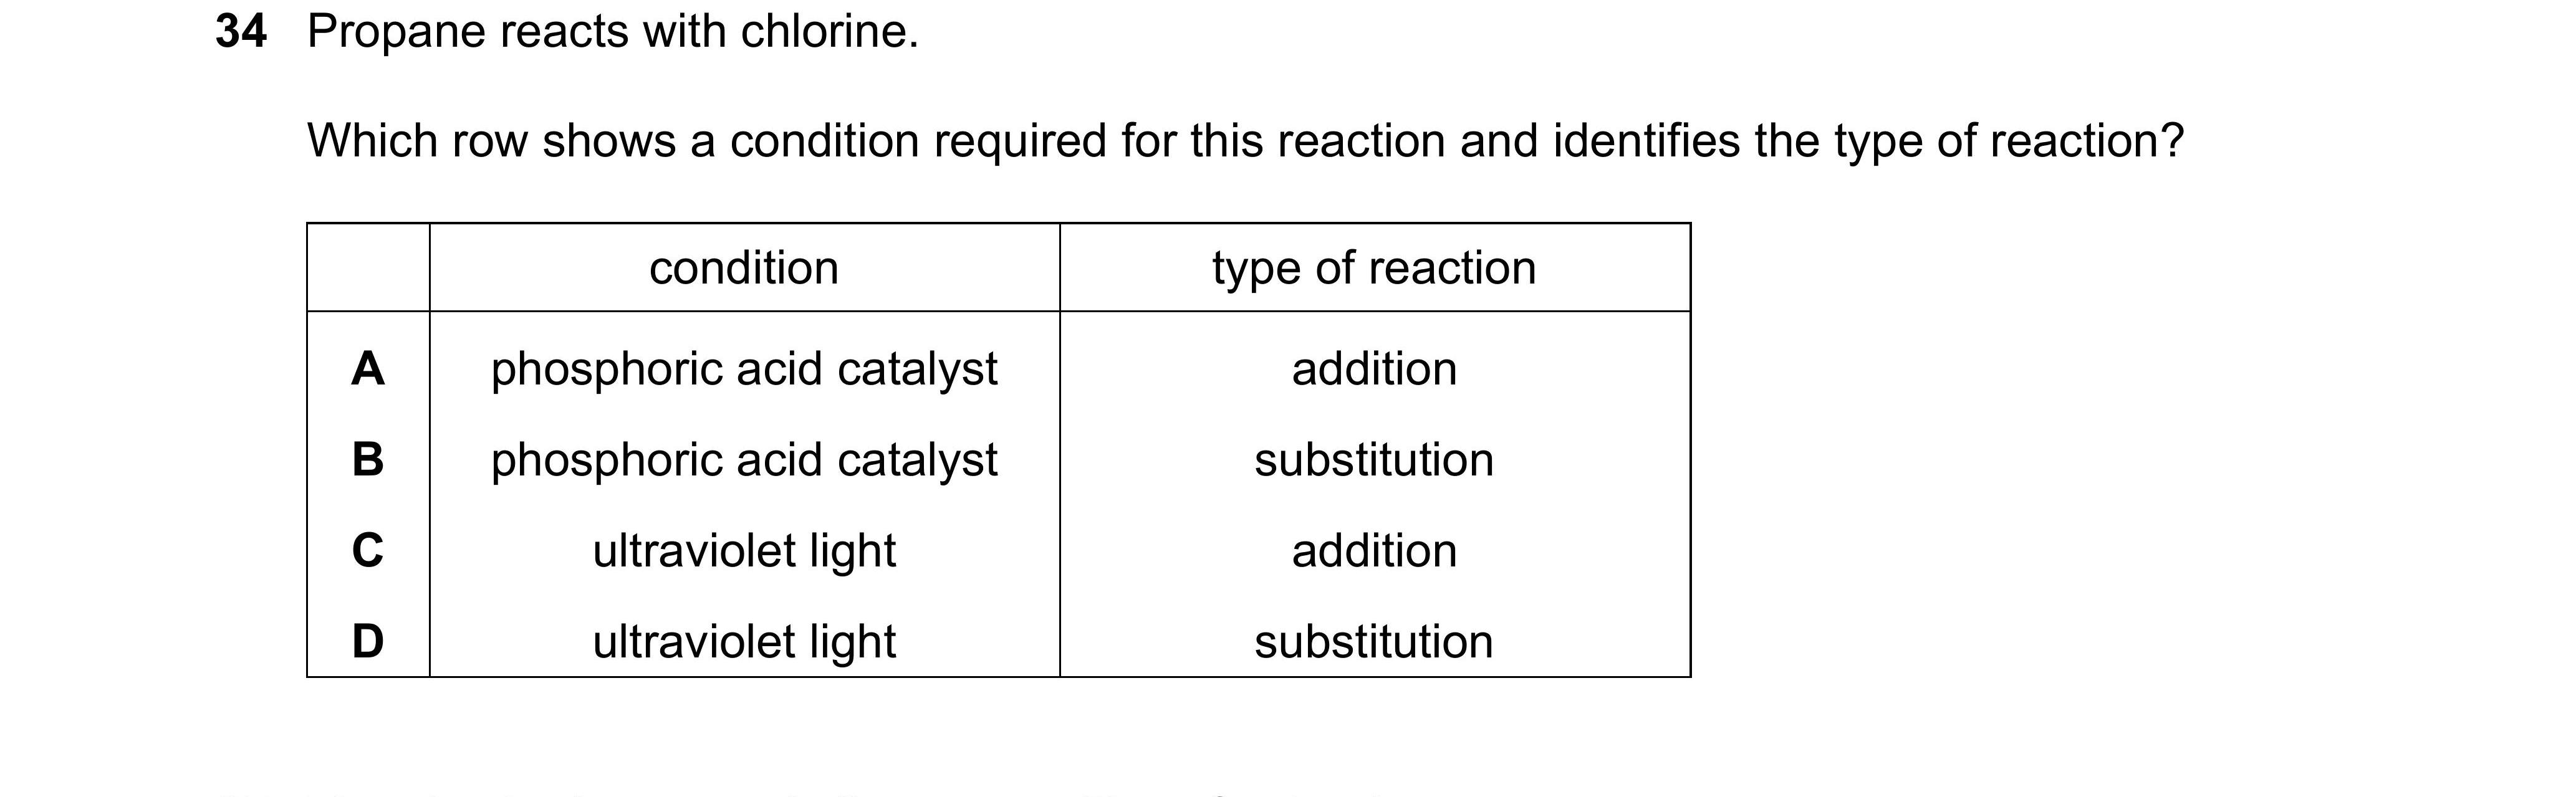 34 Propane reacts with chlorine.
Which row shows a condition required for this reaction and identifies the type of reaction?
condition type of reaction
A phosphoric acid catalyst addition
B phosphoric acid catalyst substitution
C ultraviolet light addition
D ultraviolet light substitution